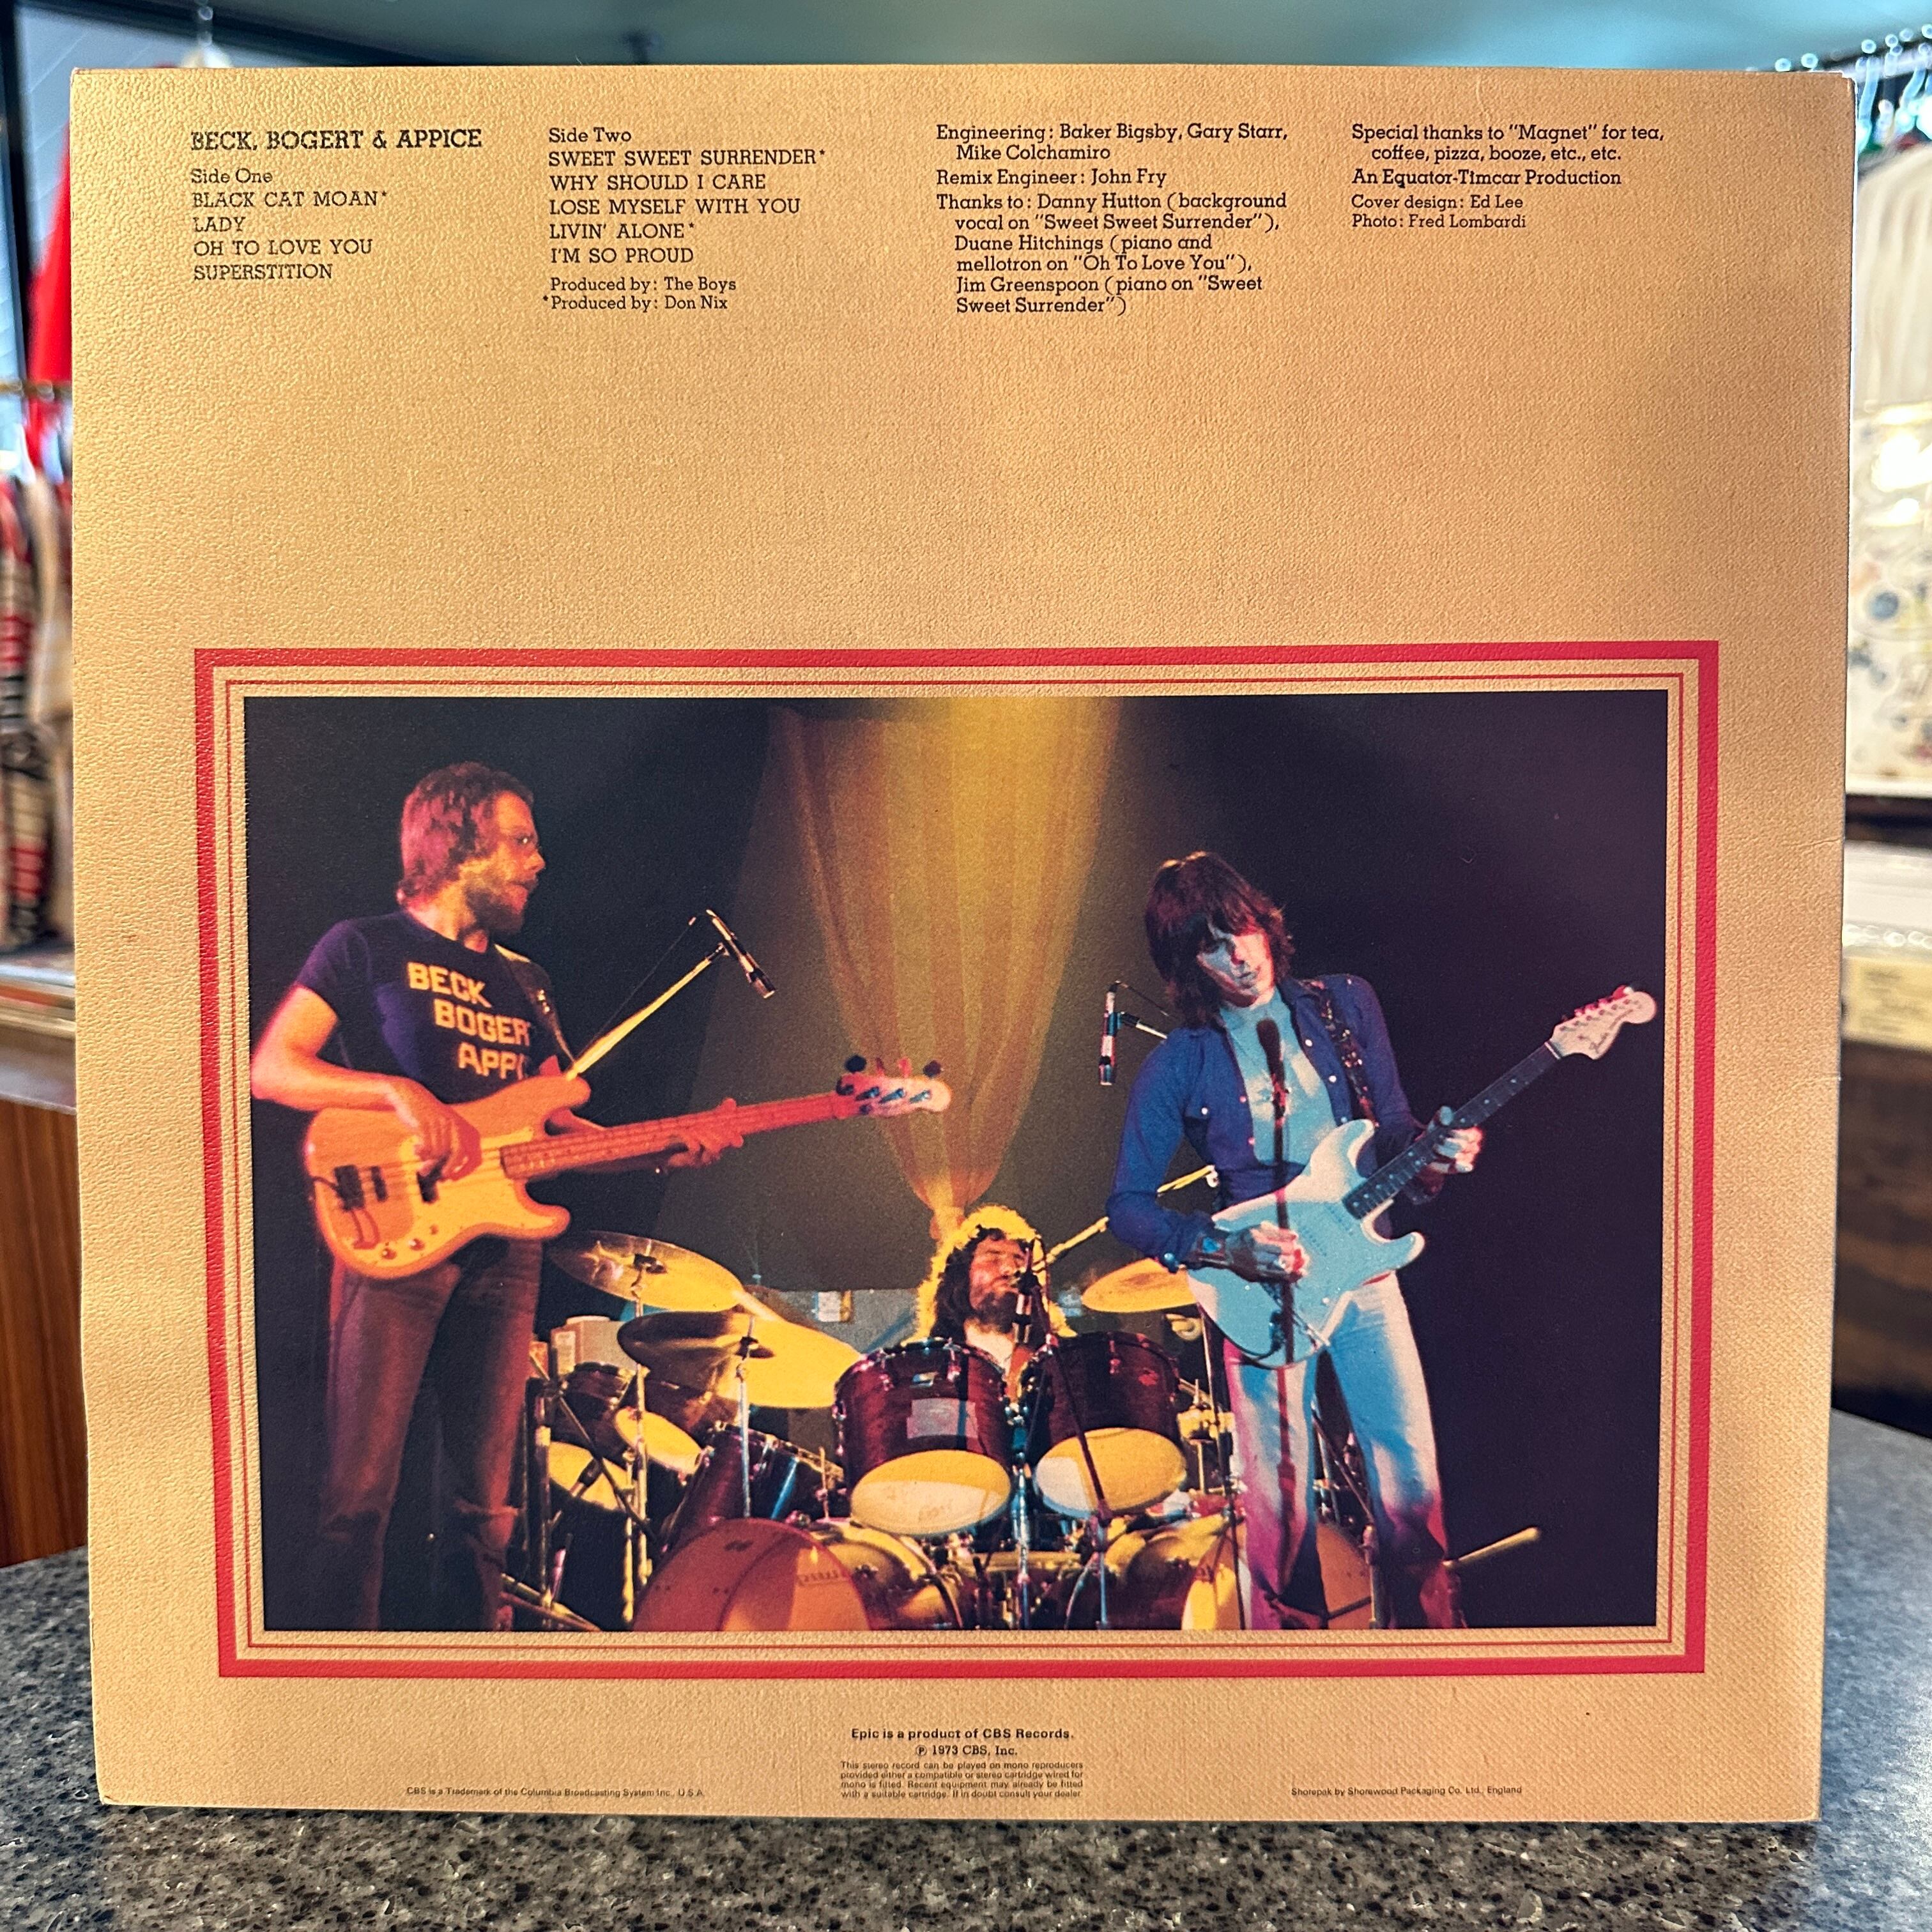 BECK, BOGERT & APPICE
Side One
BLACK CAT MOAN*
LADY
OH TO LOVE YOU
SUPERSTITION
Side Two
SWEET SWEET SURRENDER*
WHY SHOULD I CARE
LOSE MYSELF WITH YOU
LIVIN' ALONE*
I'M SO PROUD
Produced by: The Boys
*Produced by: Don Nix
Engineering: Baker Bigsby, Gary Starr,
Mike Colchamiro
Remix Engineer: John Fry
Thanks to: Danny Hutton (background
vocal on "Sweet Sweet Surrender"),
Duane Hitchings (piano and
mellotron on "Oh To Love You"),
Jim Greenspoon (piano on "Sweet
Sweet Surrender")
Special thanks to "Magnet" for tea,
coffee, pizza, booze, etc., etc.
An Equator-Timcar Production
Cover design: Ed Lee
Photo: Fred Lombardi
BECK
BOGER
APPI
Fender
Epic is a product of CBS Records.
℗ 1973 CBS, Inc.
This stereo record can be played on mono reproducers
provided either a compatible or stereo cartridge wired for
mono is fitted. Recent equipment may already be fitted
with a suitable cartridge. If in doubt consult your dealer
CBS is a Trademark of the Columbia Broadcasting System Inc., U.S.A.
Shorepak by Shorewood Packaging Co. Ltd., England